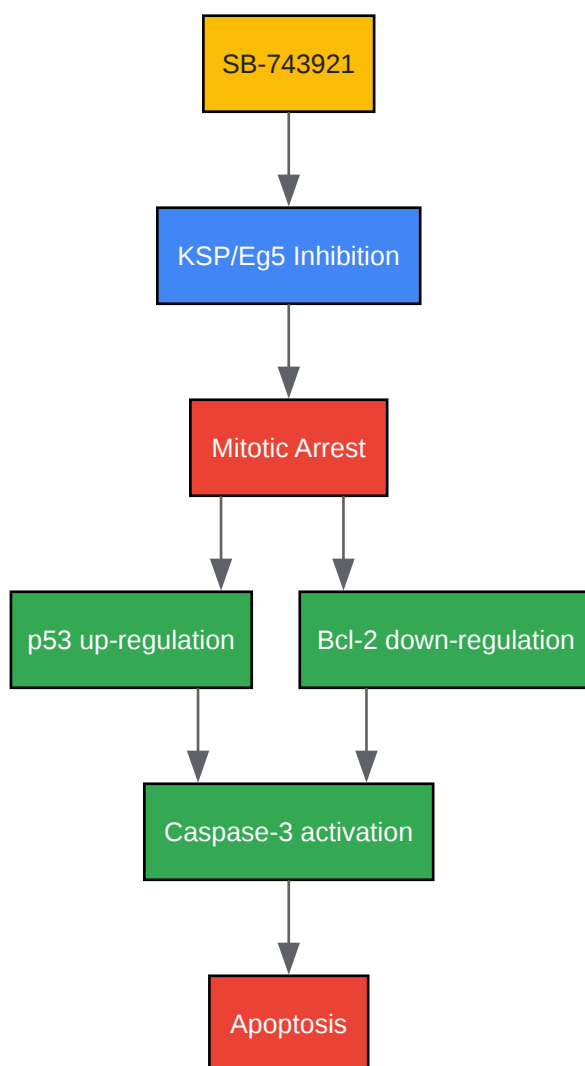 SB-743921
KSP/Eg5 Inhibition
Mitotic Arrest
p53 up-regulation
Bcl-2 down-regulation
Caspase-3 activation
Apoptosis